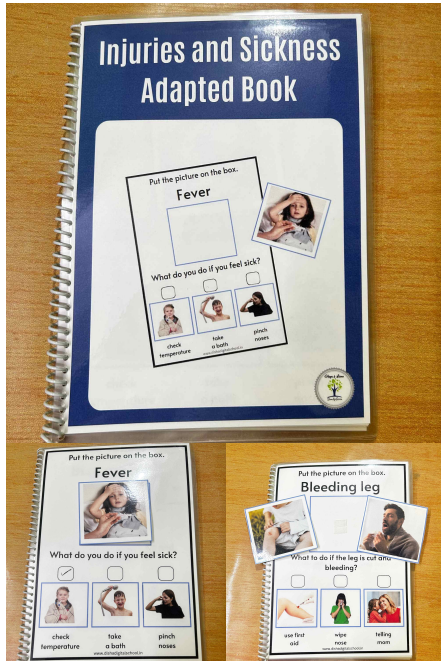 Injuries and Sickness
Adapted Book
Put the picture on the box.
Fever
What do you do if you feel sick?
check
temperature
take
a bath
pinch
noses
Put the picture on the box.
Fever
What do you do if you feel sick?
check
temperature
take
a bath
pinch
noses
Put the picture on the box.
Bleeding leg
What to do if the leg is cut and
bleeding?
use first
aid
wipe
nose
telling
mom